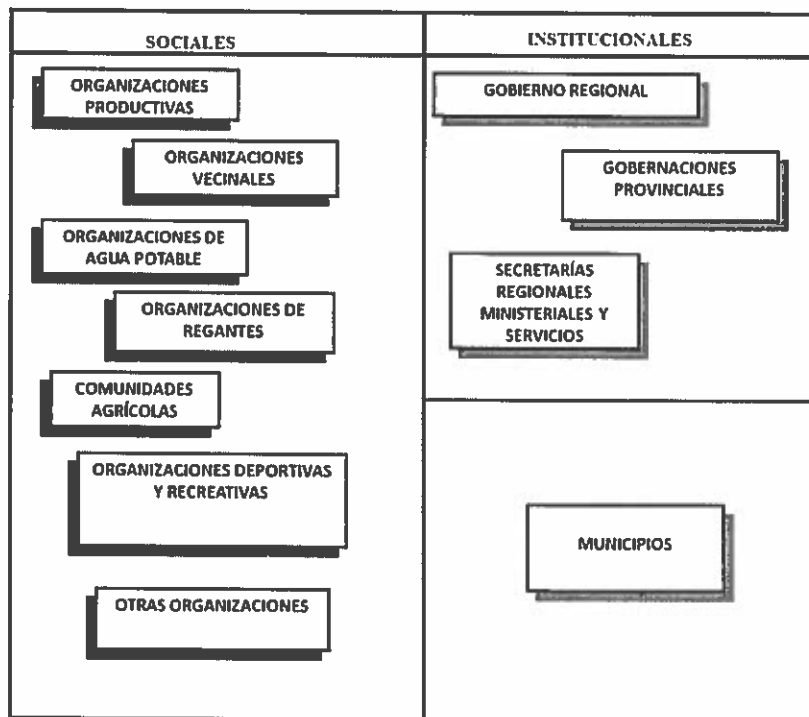 SOCIALES
ORGANIZACIONES
PRODUCTIVAS
ORGANIZACIONES
VECINALES
ORGANIZACIONES DE
AGUA POTABLE
ORGANIZACIONES DE
REGANTES
COMUNIDADES
AGRÍCOLAS
ORGANIZACIONES DEPORTIVAS
Y RECREATIVAS
OTRAS ORGANIZACIONES
INSTITUCIONALES
GOBIERNO REGIONAL
GOBERNACIONES
PROVINCIALES
SECRETARÍAS
REGIONALES
MINISTERIALES Y
SERVICIOS
MUNICIPIOS